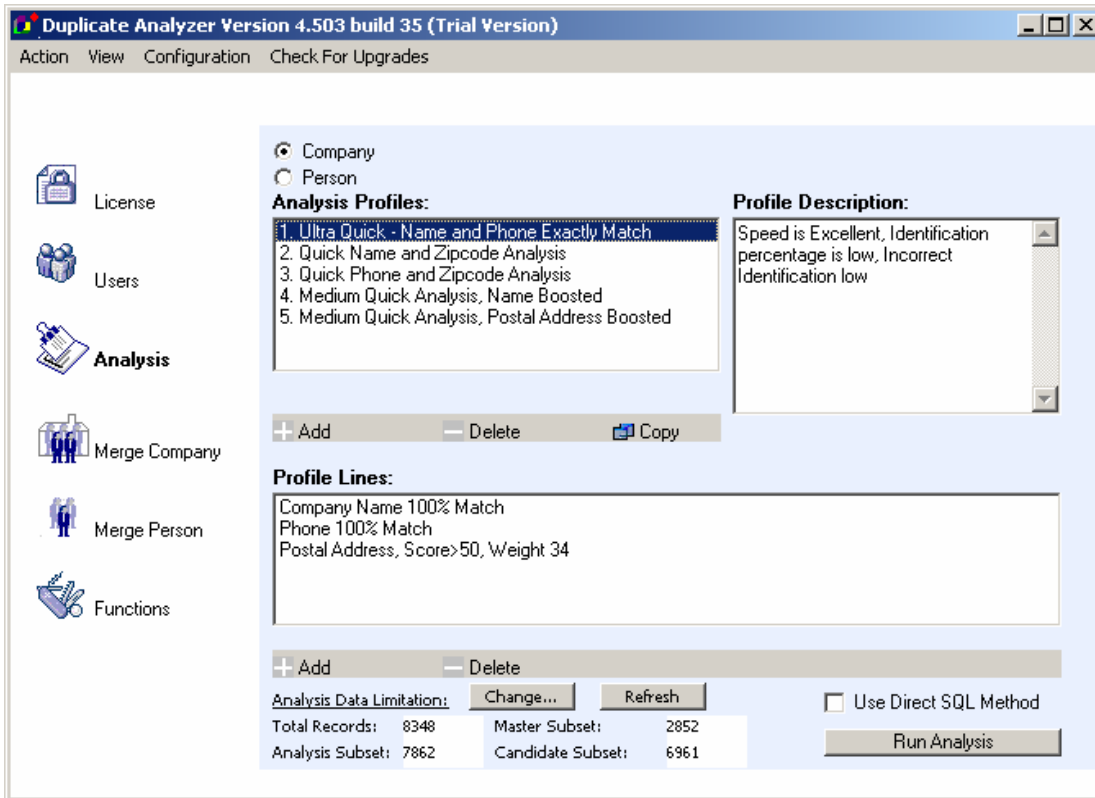 Duplicate Analyzer Version 4.503 build 35 (Trial Version)
Action View Configuration Check For Upgrades
License
Users
Analysis
Merge Company
Merge Person
Functions
Company
Person
Analysis Profiles:
1. Ultra Quick - Name and Phone Exactly Match
2. Quick Name and Zipcode Analysis
3. Quick Phone and Zipcode Analysis
4. Medium Quick Analysis, Name Boosted
5. Medium Quick Analysis, Postal Address Boosted
Profile Description:
Speed is Excellent, Identification
percentage is low, Incorrect
Identification low
Add Delete Copy
Profile Lines:
Company Name 100% Match
Phone 100% Match
Postal Address, Score>50, Weight 34
Add Delete
Analysis Data Limitation: Change... Refresh
Total Records: 8348 Master Subset: 2852
Analysis Subset: 7862 Candidate Subset: 6961
Use Direct SQL Method
Run Analysis